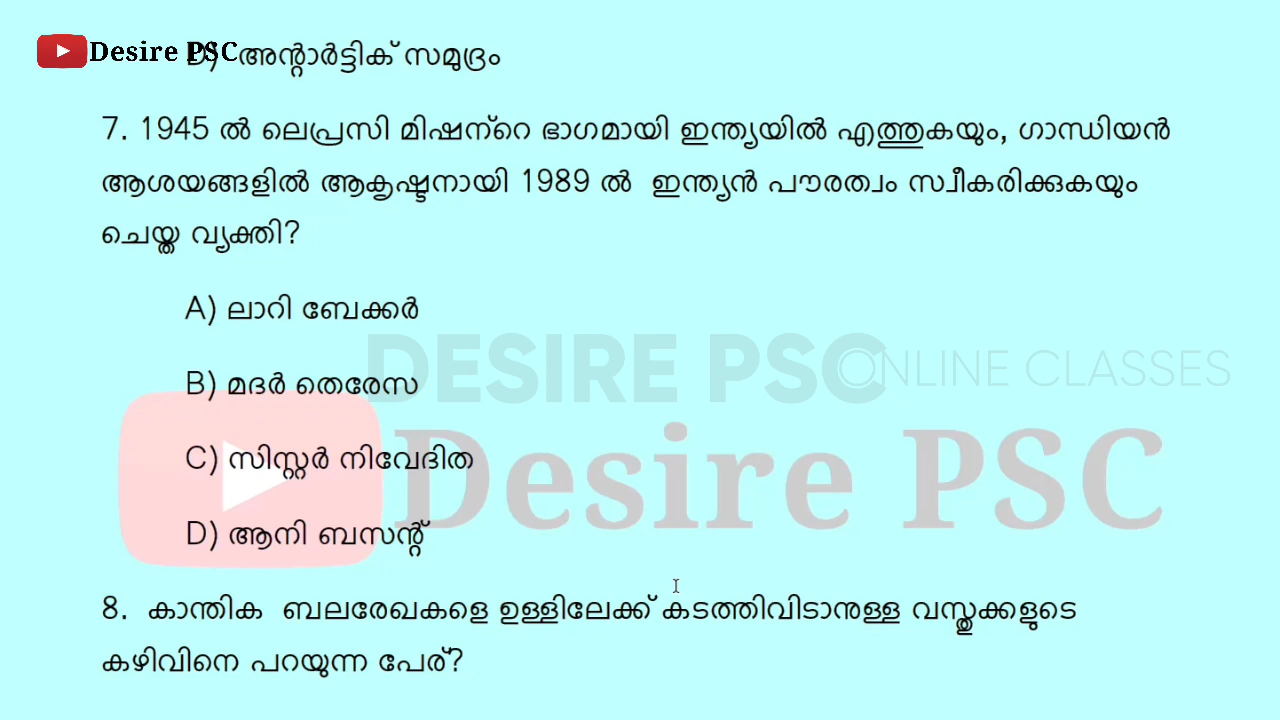 Desire PSC
D) അന്റാർട്ടിക് സമുദ്രം
7. 1945 ൽ ലെപ്രസി മിഷന്റെ ഭാഗമായി ഇന്ത്യയിൽ എത്തുകയും, ഗാന്ധിയൻ
ആശയങ്ങളിൽ ആകൃഷ്ടനായി 1989 ൽ ഇന്ത്യൻ പൗരത്വം സ്വീകരിക്കുകയും
ചെയ്ത വ്യക്തി?
A) ലാറി ബേക്കർ
DESIRE PSC ONLINE CLASSES
B) മദർ തെരേസ
C) സിസ്റ്റർ നിവേദിത
Desire PSC
D) ആനി ബസന്റ്
8. കാന്തിക ബലരേഖകളെ ഉള്ളിലേക്ക് കടത്തിവിടാനുള്ള വസ്തുക്കളുടെ
കഴിവിനെ പറയുന്ന പേര്?